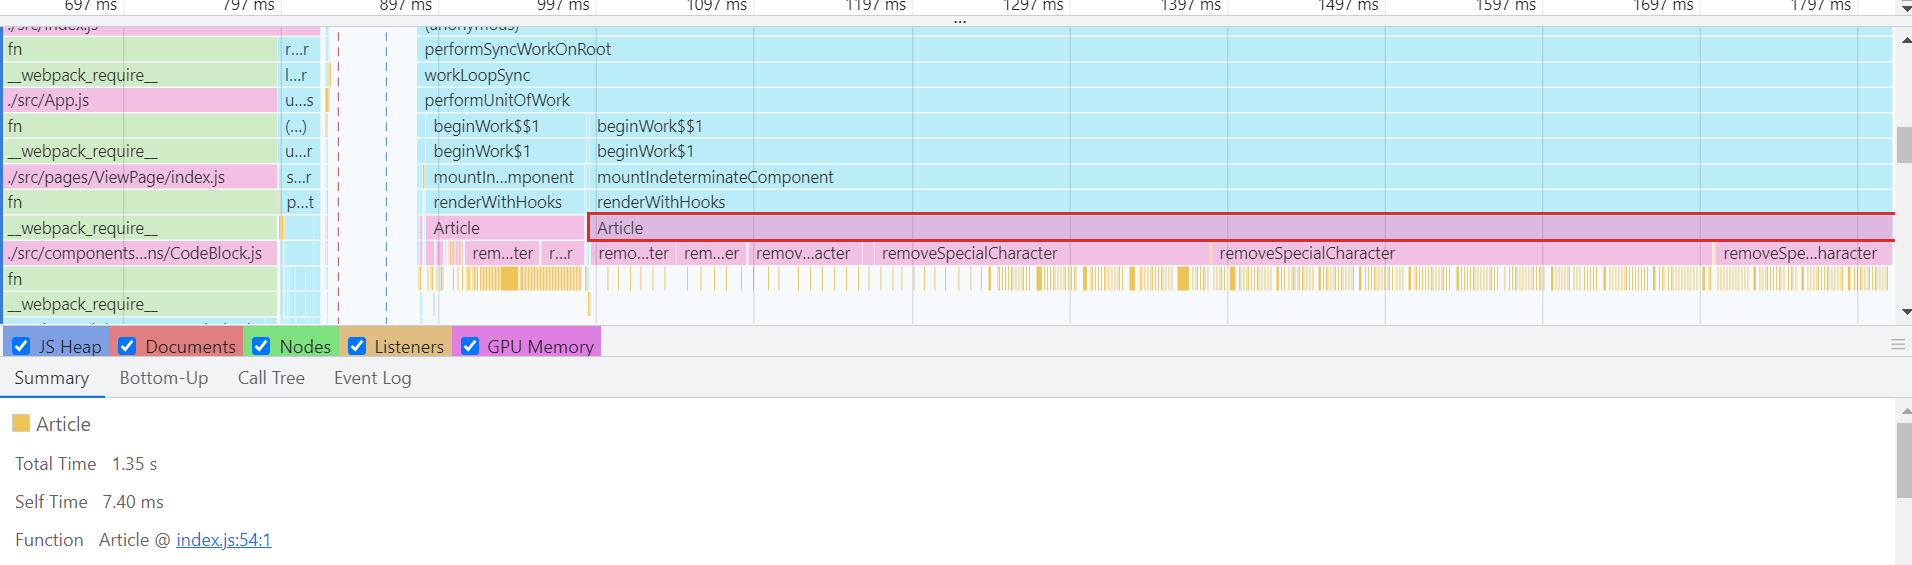 697 ms 797 ms 897 ms 997 ms 1097 ms 1197 ms 1297 ms 1397 ms 1497 ms 1597 ms 1697 ms 1797 ms
...
./src/index.js (anonymous)
fn r...r performSyncWorkOnRoot
__webpack_require__ l...r workLoopSync
./src/App.js u...s performUnitOfWork
fn (...) beginWork$$1 beginWork$$1
__webpack_require__ u...r beginWork$1 beginWork$1
./src/pages/ViewPage/index.js s...r mountIn...mponent mountIndeterminateComponent
fn p...t renderWithHooks renderWithHooks
__webpack_require__ Article Article
./src/components...ns/CodeBlock.js rem...ter r...r remo...ter rem...er remov...acter removeSpecialCharacter removeSpecialCharacter removeSpe...haracter
fn
__webpack_require__
JS Heap Documents Nodes Listeners GPU Memory
Summary Bottom-Up Call Tree Event Log
Article
Total Time 1.35 s
Self Time 7.40 ms
Function Article @ index.js:54:1